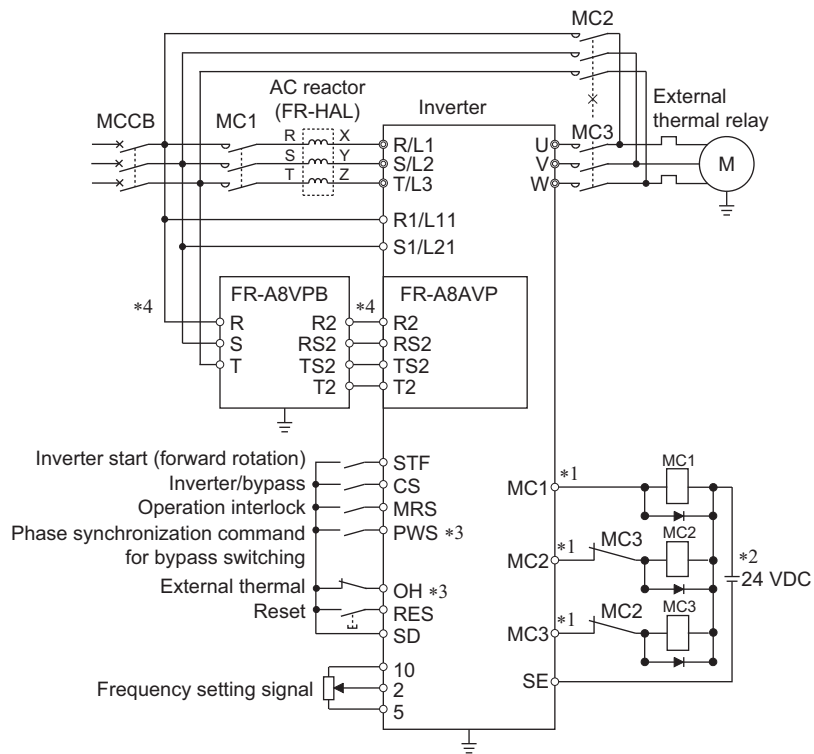 MC2
AC reactor
(FR-HAL)
Inverter
External
thermal relay
MCCB
MC1
MC3
R X
S Y
T Z
R/L1
S/L2
T/L3
U
V
W
M
R1/L11
S1/L21
*4
FR-A8VPB
*4
FR-A8AVP
R
S
T
R2
RS2
TS2
T2
R2
RS2
TS2
T2
Inverter start (forward rotation)
Inverter/bypass
Operation interlock
Phase synchronization command
for bypass switching
External thermal
Reset
STF
CS
MRS
PWS *3
OH *3
RES
SD
Frequency setting signal
10
2
5
MC1
*1
MC1
MC2
*1
MC3
MC2
*2
24 VDC
MC3
*1
MC2
MC3
SE